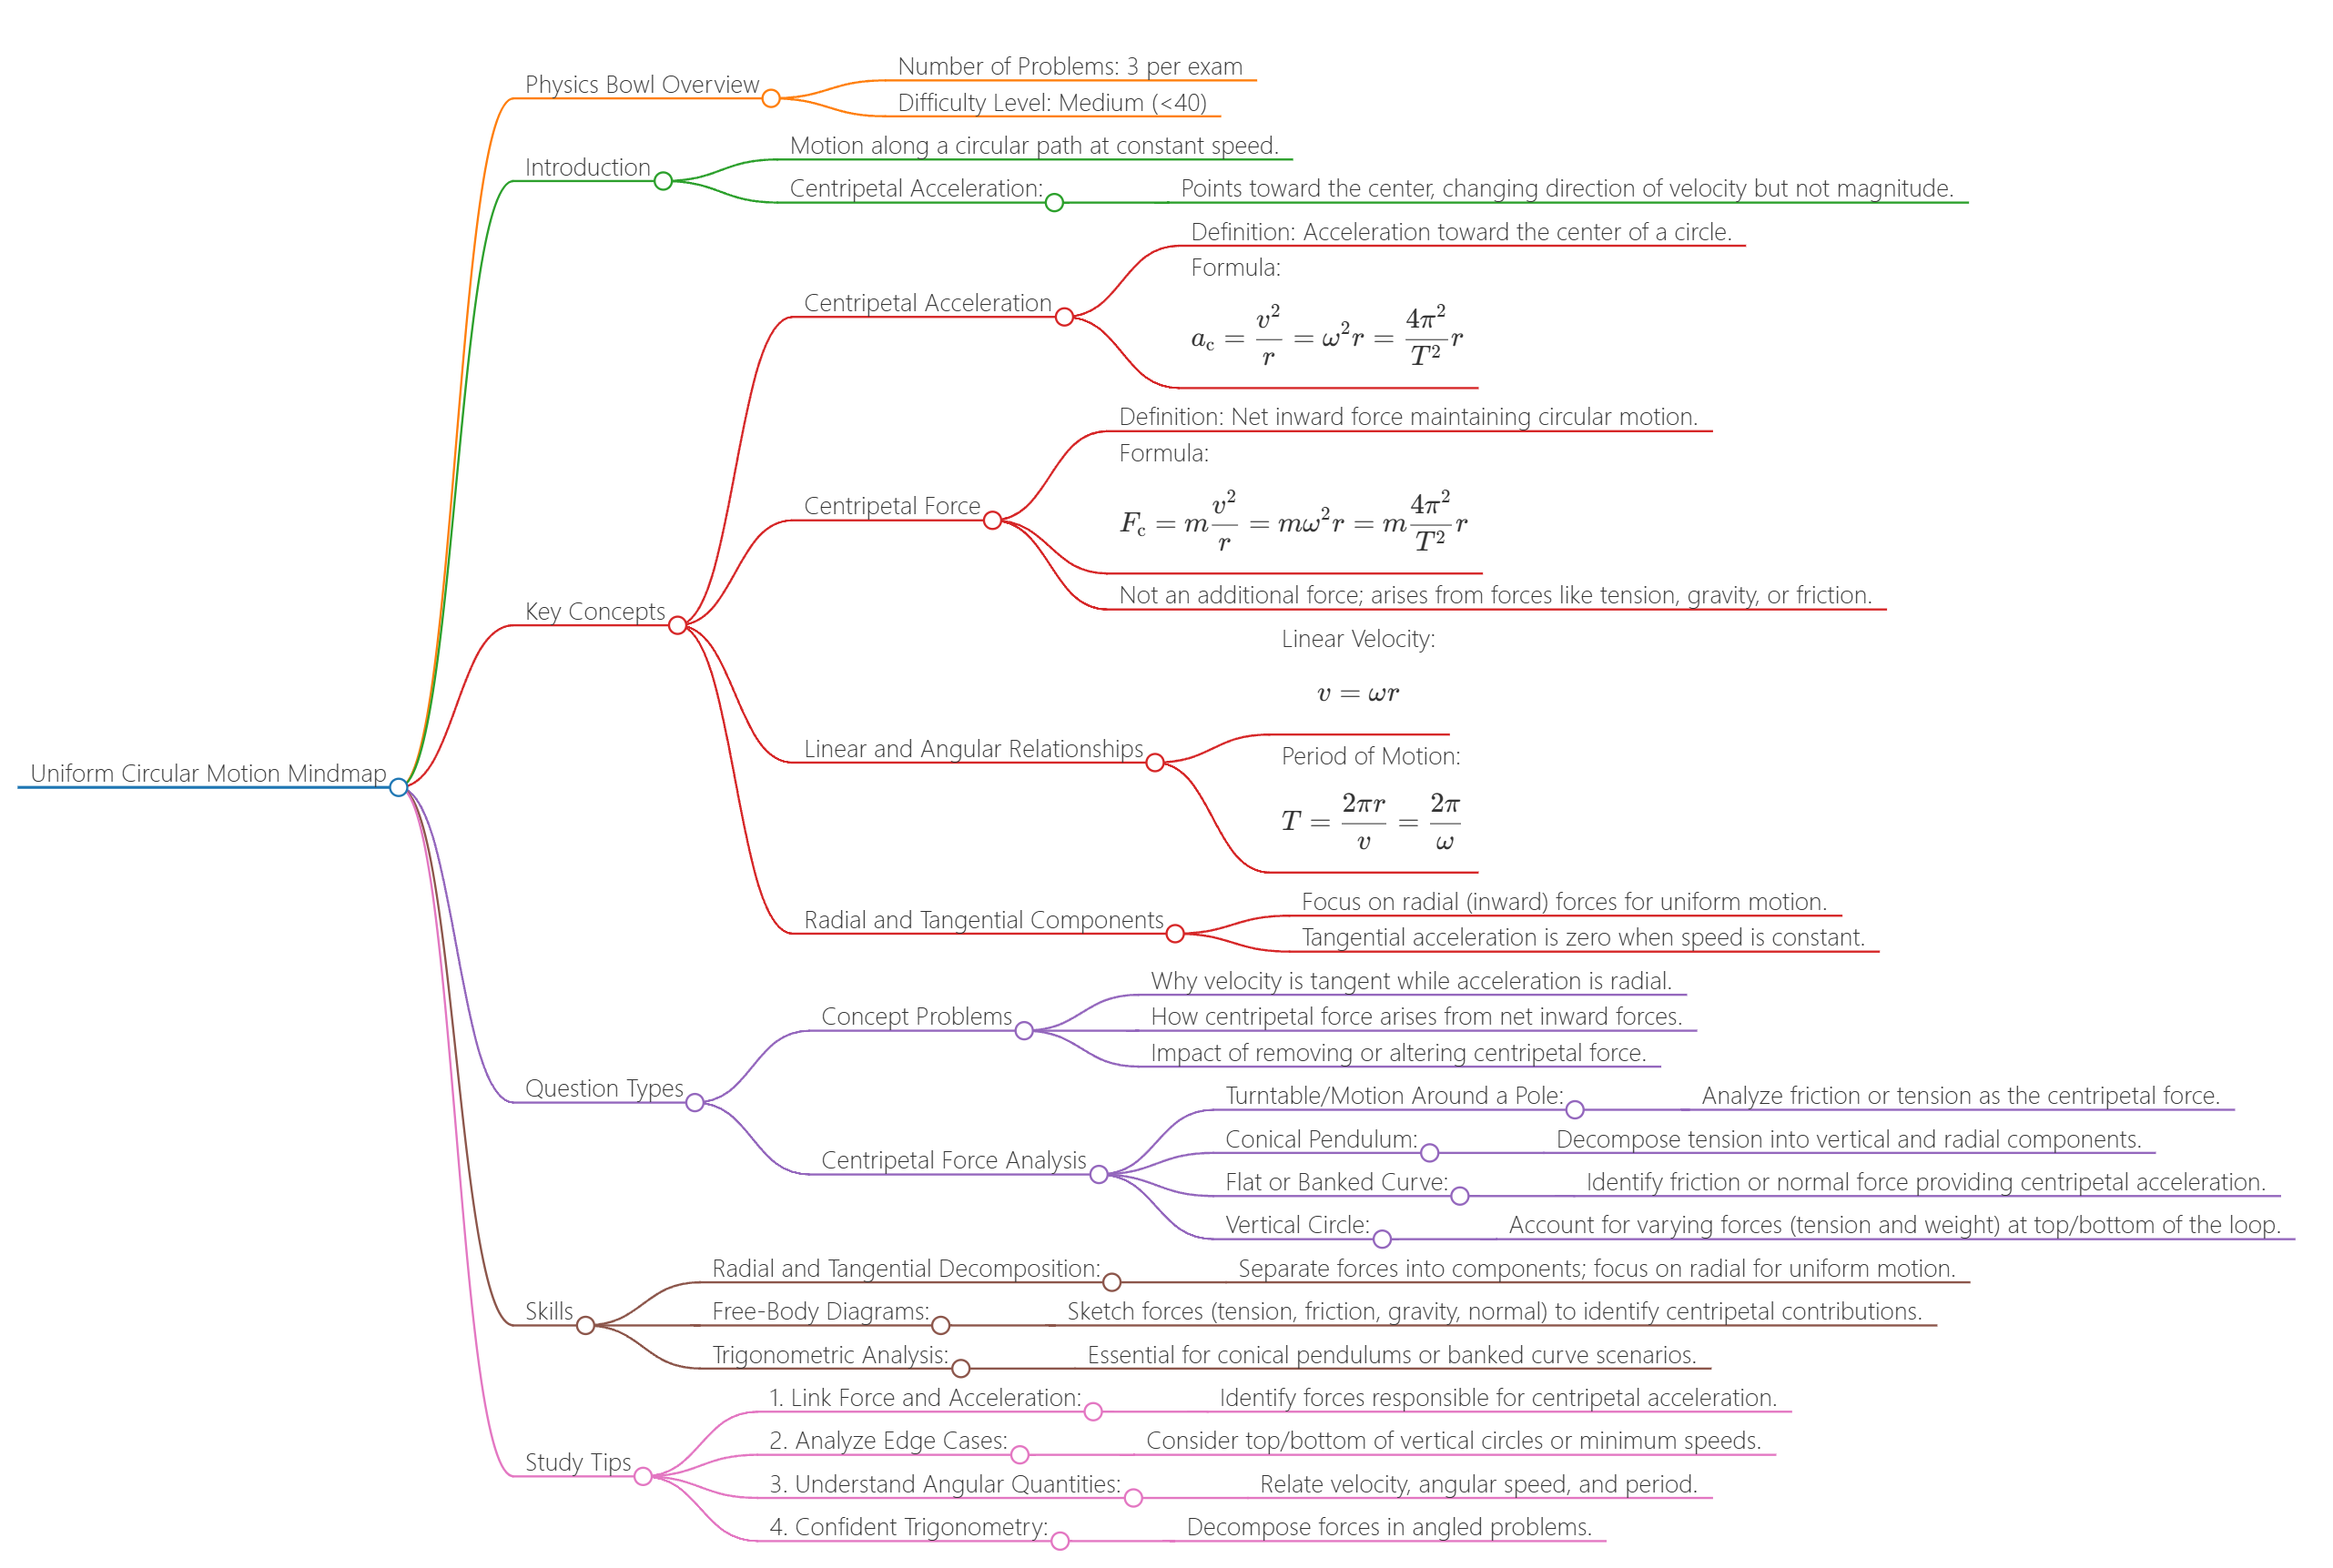 Uniform Circular Motion Mindmap
Physics Bowl Overview
Number of Problems: 3 per exam
Difficulty Level: Medium (<40)
Introduction
Motion along a circular path at constant speed.
Centripetal Acceleration:
Points toward the center, changing direction of velocity but not magnitude.
Key Concepts
Centripetal Acceleration
Definition: Acceleration toward the center of a circle.
Formula:
$a_{\mathrm{c}} = \frac{v^2}{r} = \omega^2 r = \frac{4\pi^2}{T^2} r$
Centripetal Force
Definition: Net inward force maintaining circular motion.
Formula:
$F_{\mathrm{c}} = m\frac{v^2}{r} = m\omega^2 r = m\frac{4\pi^2}{T^2} r$
Not an additional force; arises from forces like tension, gravity, or friction.
Linear and Angular Relationships
Linear Velocity:
$v = \omega r$
Period of Motion:
$T = \frac{2\pi r}{v} = \frac{2\pi}{\omega}$
Radial and Tangential Components
Focus on radial (inward) forces for uniform motion.
Tangential acceleration is zero when speed is constant.
Question Types
Concept Problems
Why velocity is tangent while acceleration is radial.
How centripetal force arises from net inward forces.
Impact of removing or altering centripetal force.
Centripetal Force Analysis
Turntable/Motion Around a Pole:
Analyze friction or tension as the centripetal force.
Conical Pendulum:
Decompose tension into vertical and radial components.
Flat or Banked Curve:
Identify friction or normal force providing centripetal acceleration.
Vertical Circle:
Account for varying forces (tension and weight) at top/bottom of the loop.
Skills
Radial and Tangential Decomposition:
Separate forces into components; focus on radial for uniform motion.
Free-Body Diagrams:
Sketch forces (tension, friction, gravity, normal) to identify centripetal contributions.
Trigonometric Analysis:
Essential for conical pendulums or banked curve scenarios.
Study Tips
1. Link Force and Acceleration:
Identify forces responsible for centripetal acceleration.
2. Analyze Edge Cases:
Consider top/bottom of vertical circles or minimum speeds.
3. Understand Angular Quantities:
Relate velocity, angular speed, and period.
4. Confident Trigonometry:
Decompose forces in angled problems.